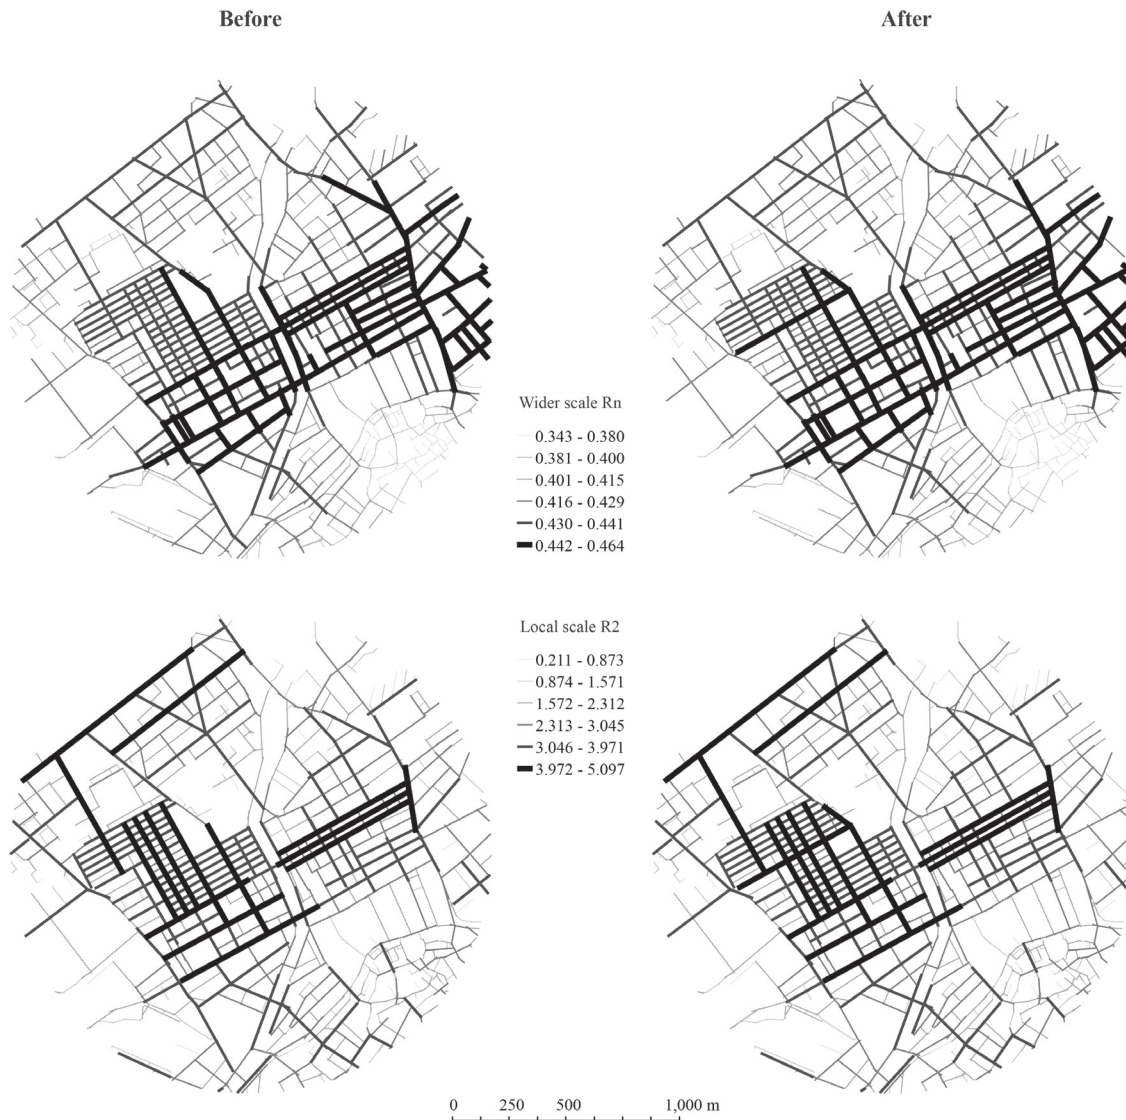 Before
After
Wider scale Rn
0.343 - 0.380
0.381 - 0.400
0.401 - 0.415
0.416 - 0.429
0.430 - 0.441
0.442 - 0.464
Local scale R2
0.211 - 0.873
0.874 - 1.571
1.572 - 2.312
2.313 - 3.045
3.046 - 3.971
3.972 - 5.097
0 250 500 1,000 m